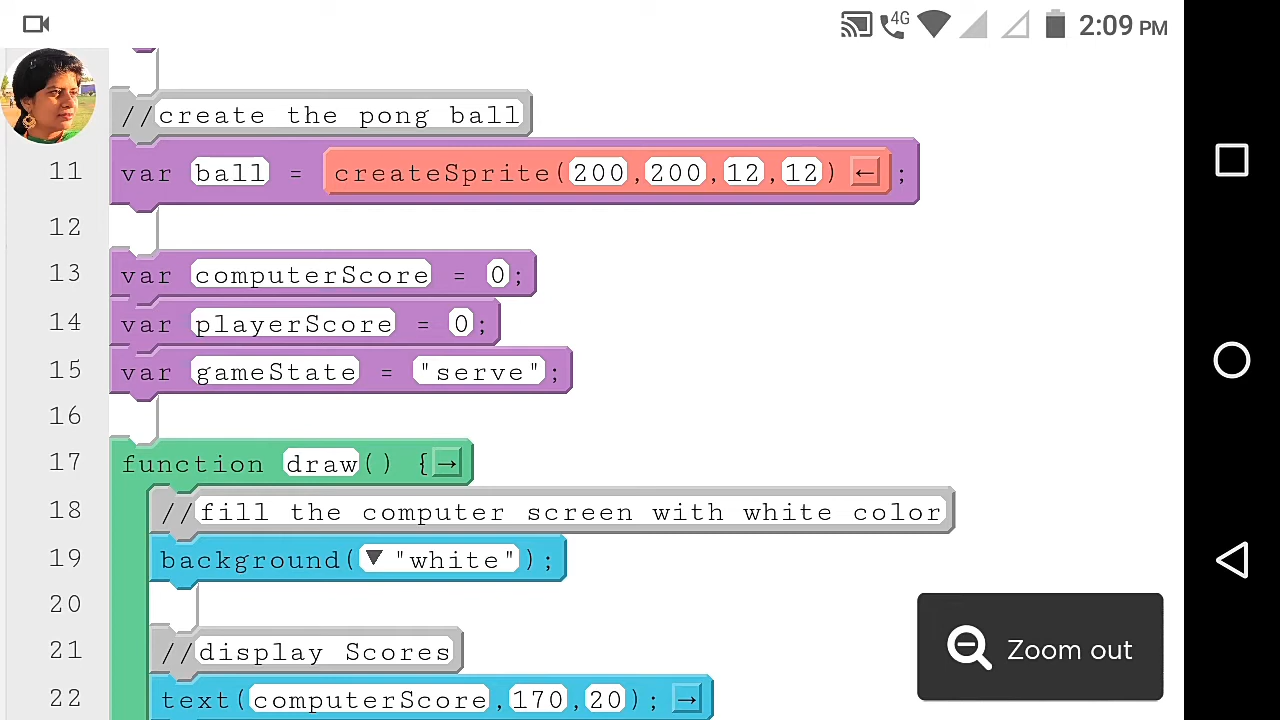 4G 2:09 PM
//create the pong ball
11 var ball = createSprite(200,200,12,12) ← ;
12
13 var computerScore = 0;
14 var playerScore = 0;
15 var gameState = "serve";
16
17 function draw() { →
18 //fill the computer screen with white color
19 background( ▼ "white");
20
21 //display Scores
22 text(computerScore,170,20); →
Zoom out